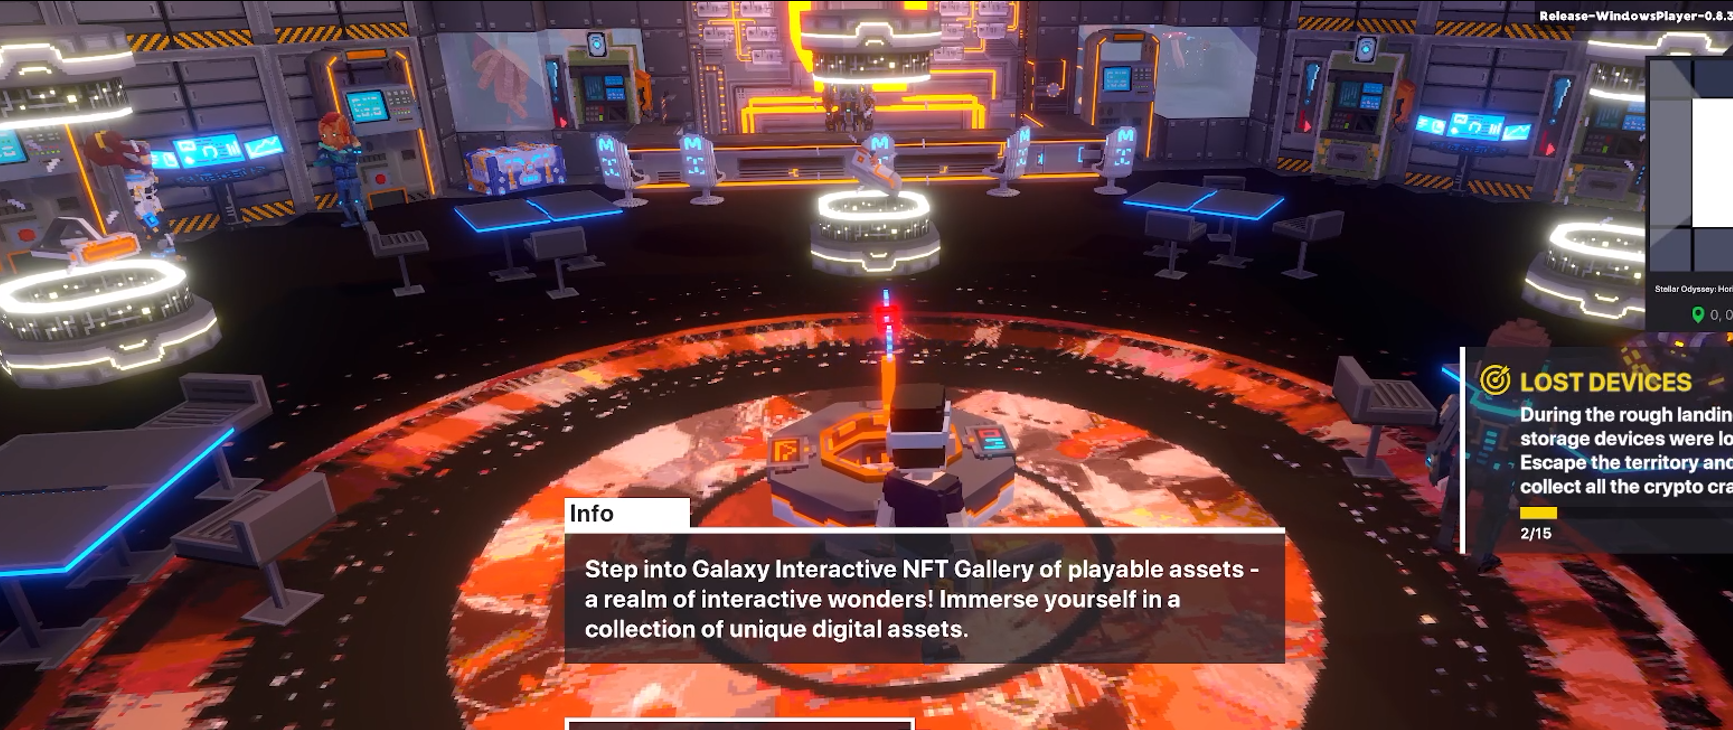 Release-WindowsPlayer-0.8.3
M
M
M
M
M
Stellar Odyssey: Hori
0, 0
LOST DEVICES
During the rough landin
storage devices were lo
Escape the territory and
collect all the crypto cra
2/15
Info
Step into Galaxy Interactive NFT Gallery of playable assets -
a realm of interactive wonders! Immerse yourself in a
collection of unique digital assets.